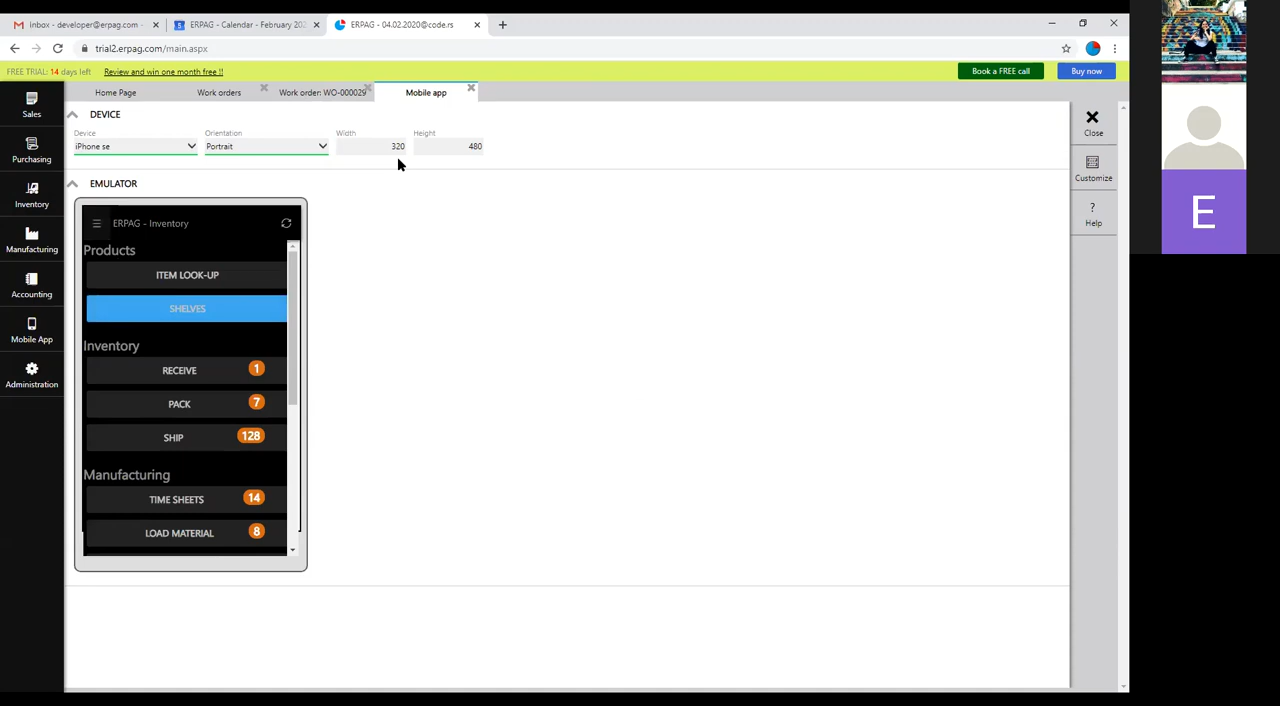 Inbox - developer@erpag.com -
ERPAG - Calendar - February 202
ERPAG - 04.02.2020@code.rs
trial2.erpag.com/main.aspx
FREE TRIAL: 14 days left
Review and win one month free !!
Book a FREE call
Buy now
Home Page
Work orders
Work order: WO-000029
Mobile app
Sales
Purchasing
Inventory
Manufacturing
Accounting
Mobile App
Administration
DEVICE
Device
Orientation
Width
Height
iPhone se
Portrait
320
480
EMULATOR
ERPAG - Inventory
Products
ITEM LOOK-UP
SHELVES
Inventory
RECEIVE 1
PACK 7
SHIP 128
Manufacturing
TIME SHEETS 14
LOAD MATERIAL 8
Close
Customize
?
Help
E